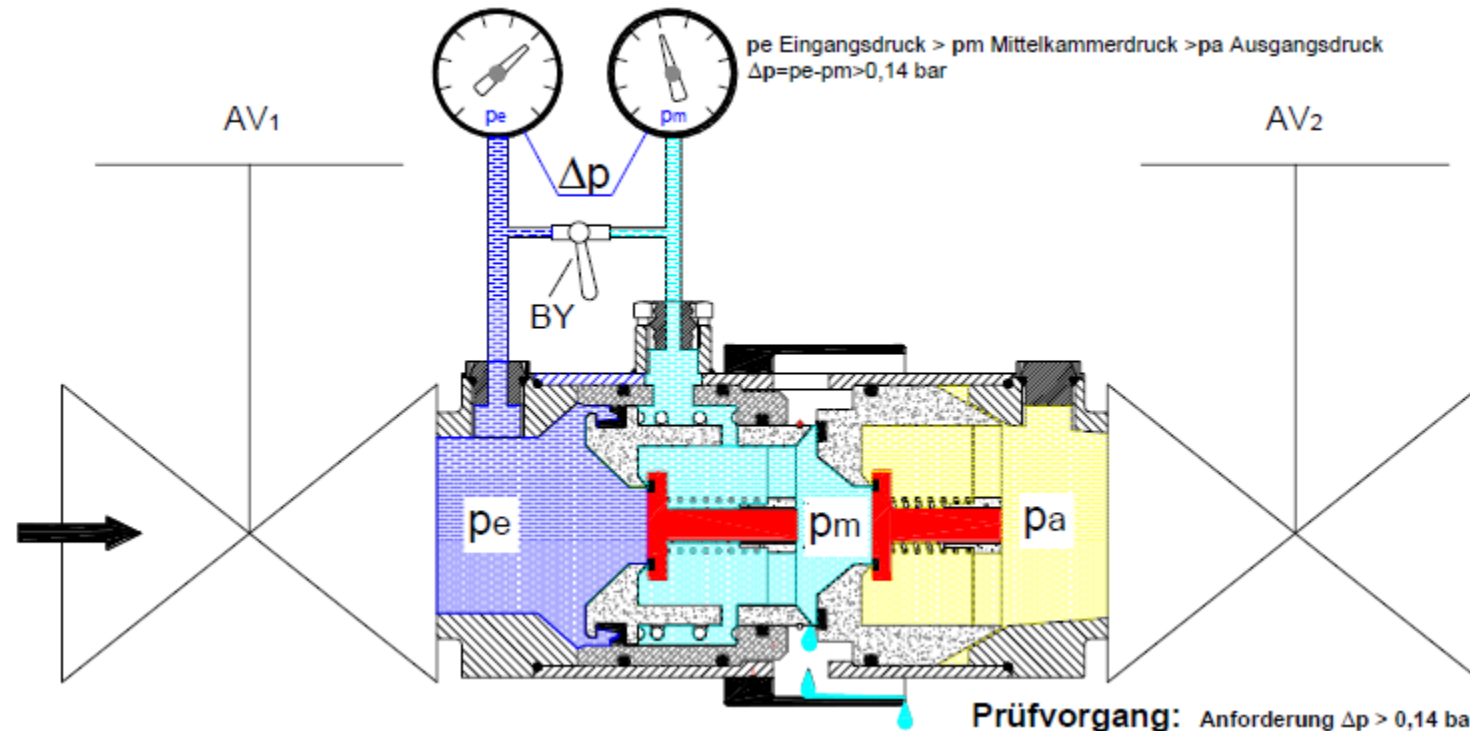 pe Eingangsdruck > pm Mittelkammerdruck >pa Ausgangsdruck
Δp=pe-pm>0,14 bar
pe
pm
AV1
AV2
Δp
BY
pe
pm
pa
Prüfvorgang: Anforderung Δp > 0,14 ba